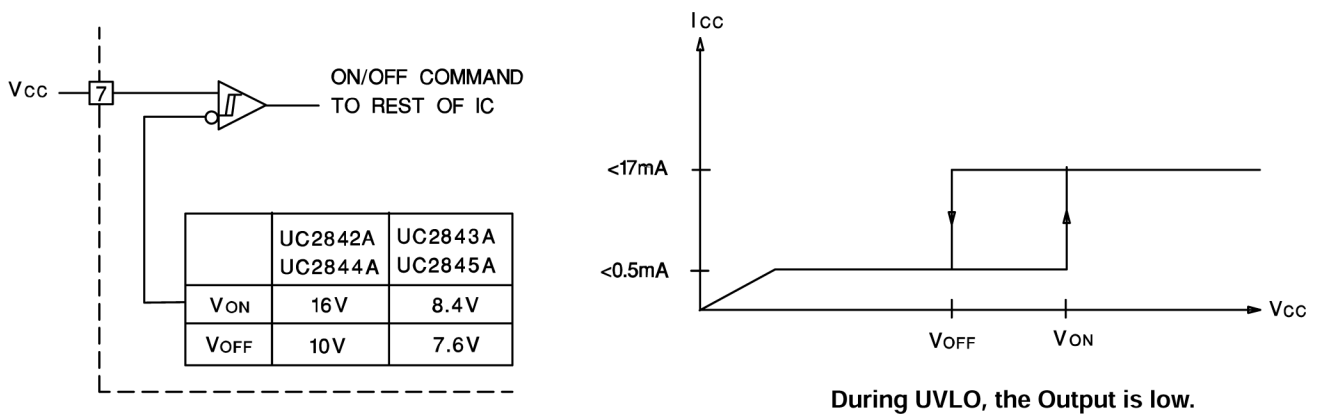 Vcc
7
ON/OFF COMMAND
TO REST OF IC
UC2842A
UC2844A
UC2843A
UC2845A
VON
16V
8.4V
VOFF
10V
7.6V
Icc
<17mA
<0.5mA
VOFF
VON
Vcc
During UVLO, the Output is low.